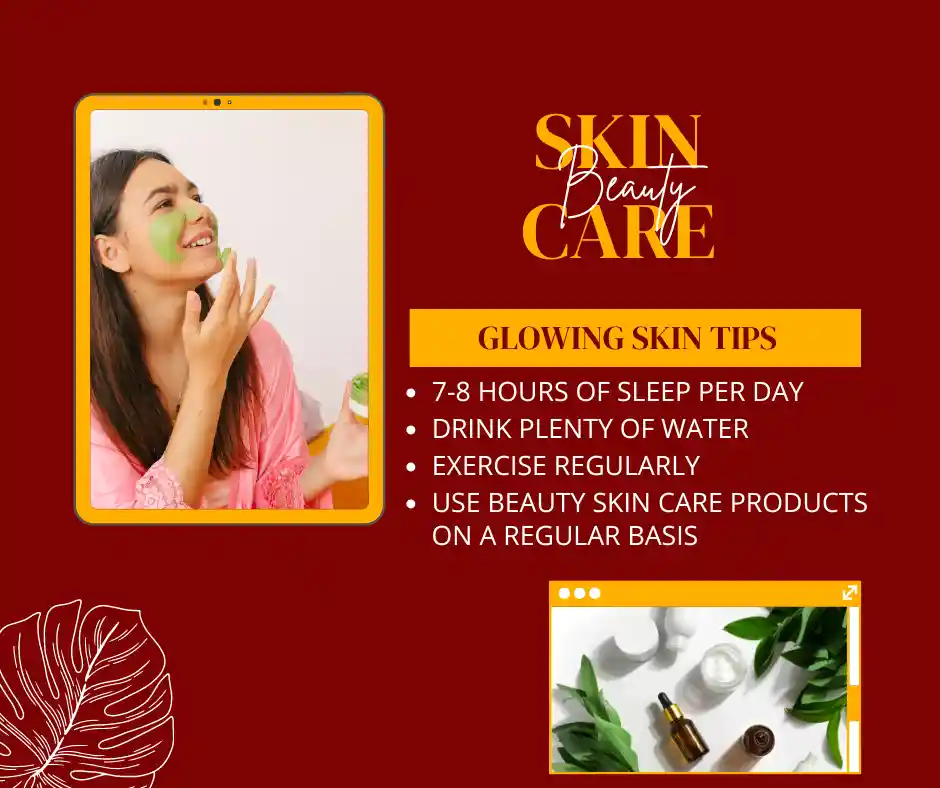 SKIN
Beauty
CARE
GLOWING SKIN TIPS
• 7-8 HOURS OF SLEEP PER DAY
• DRINK PLENTY OF WATER
• EXERCISE REGULARLY
• USE BEAUTY SKIN CARE PRODUCTS
ON A REGULAR BASIS